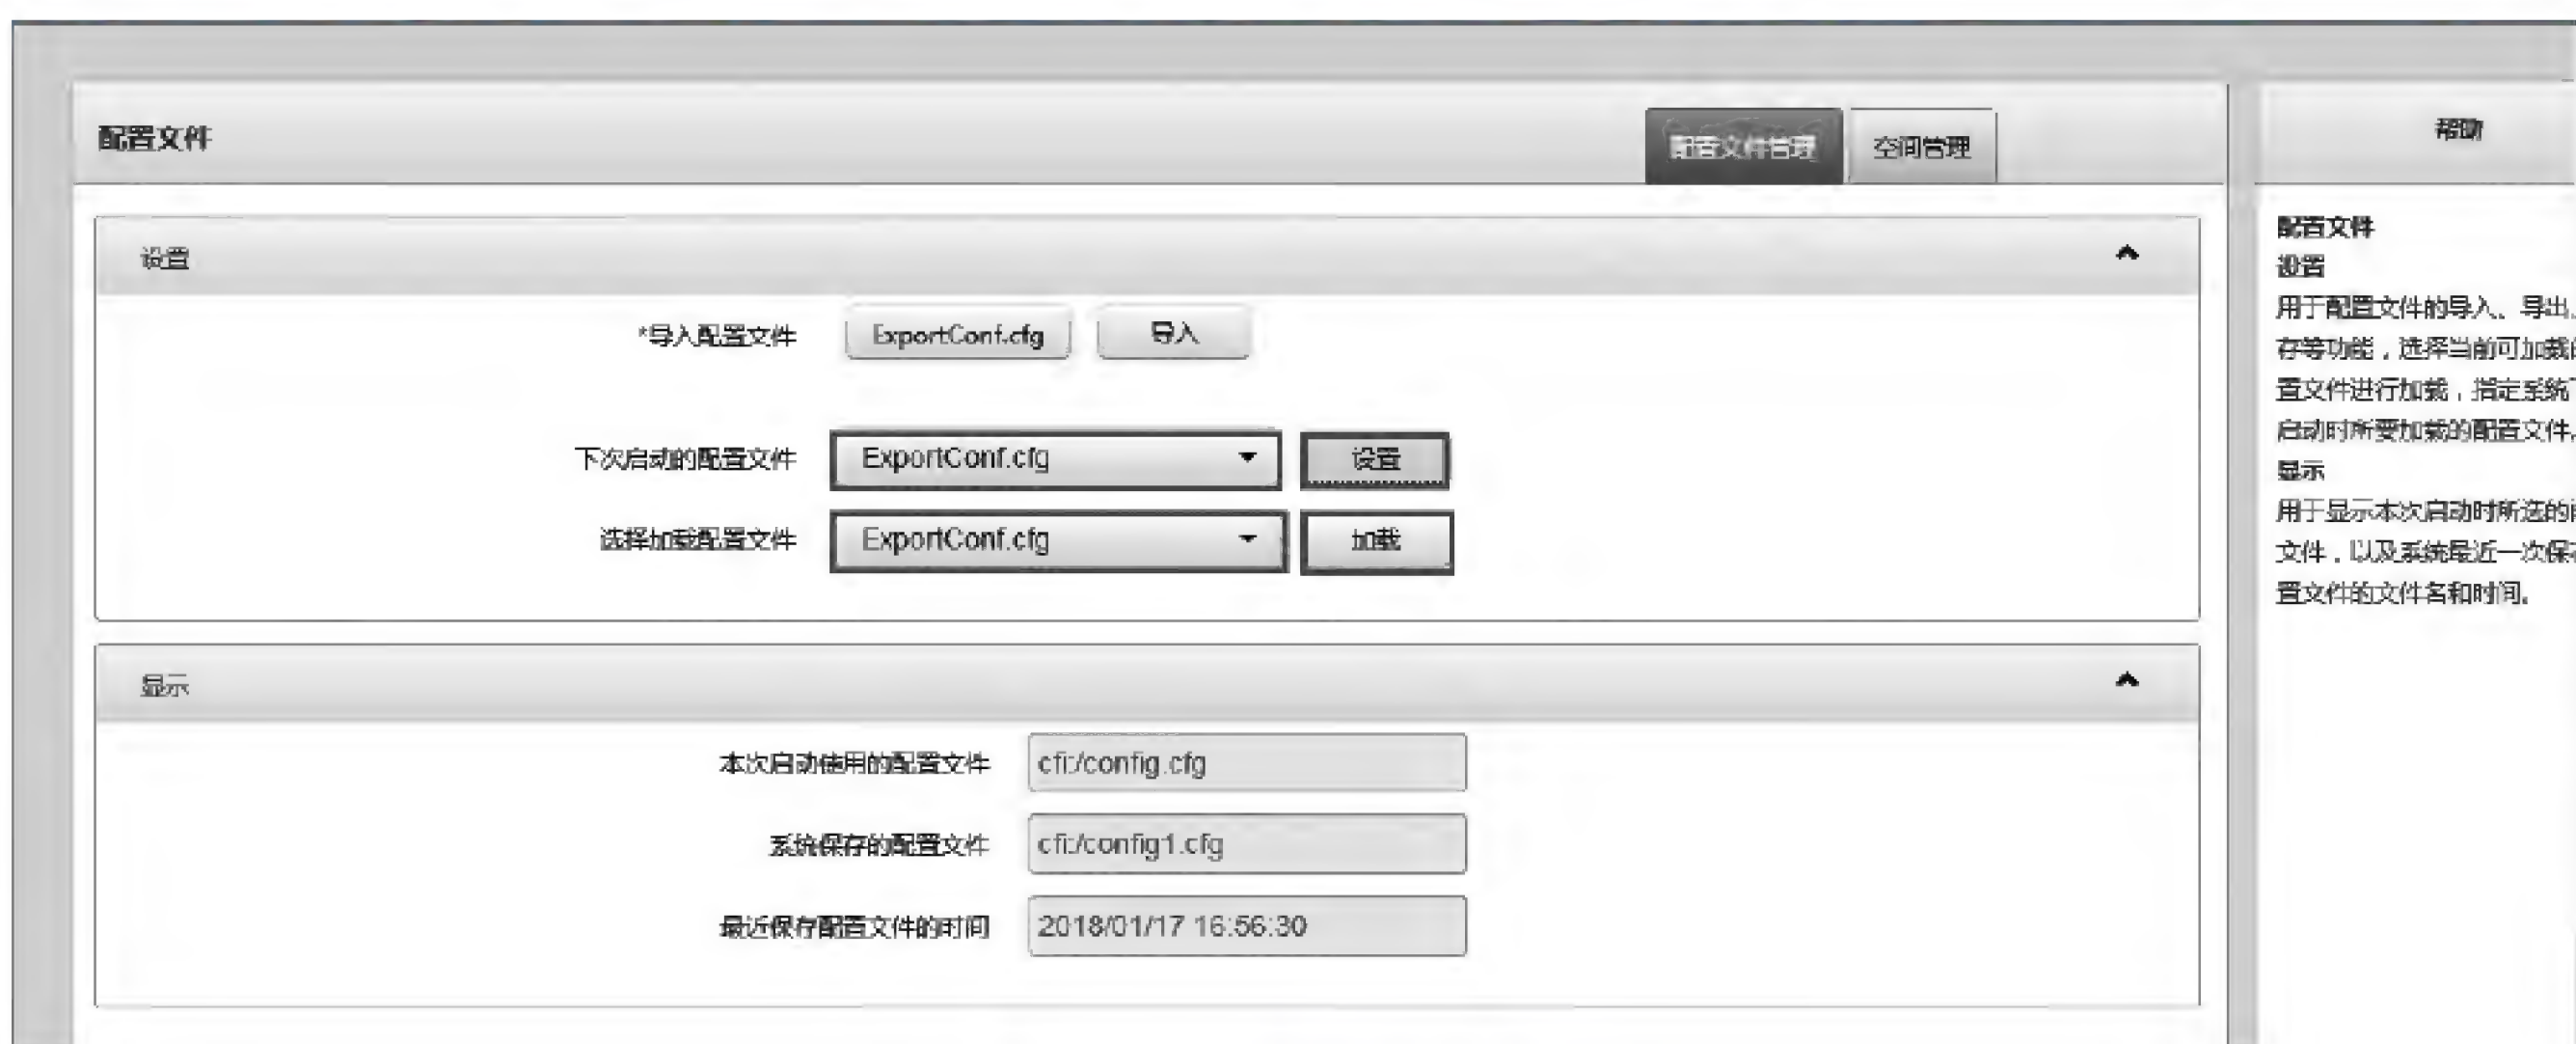 配置文件
配置文件管理
空间管理
设置
*导入配置文件
ExportConf.cfg
导入
下次启动的配置文件
ExportConf.cfg
设置
选择加载配置文件
ExportConf.cfg
加载
显示
本次启动使用的配置文件
cfit/config.cfg
系统保存的配置文件
cfit/config1.cfg
最近保存配置文件的时间
2018/01/17 16:56:30
帮助
配置文件
设置
用于配置文件的导入、导出、
存等功能，选择当前可加载的
置文件进行加载，指定系统下
启动时所要加载的配置文件。
显示
用于显示本次启动时所选的
文件，以及系统最近一次保存
置文件的文件名和时间。